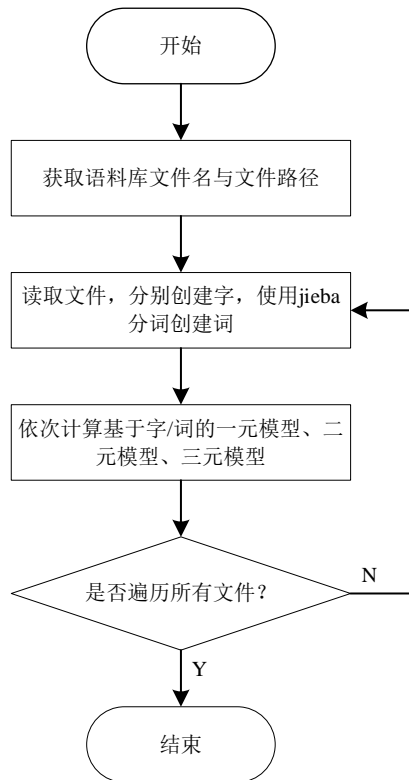 开始
获取语料库文件名与文件路径
读取文件，分别创建字，使用jieba
分词创建词
依次计算基于字/词的一元模型、二
元模型、三元模型
是否遍历所有文件？
N
Y
结束